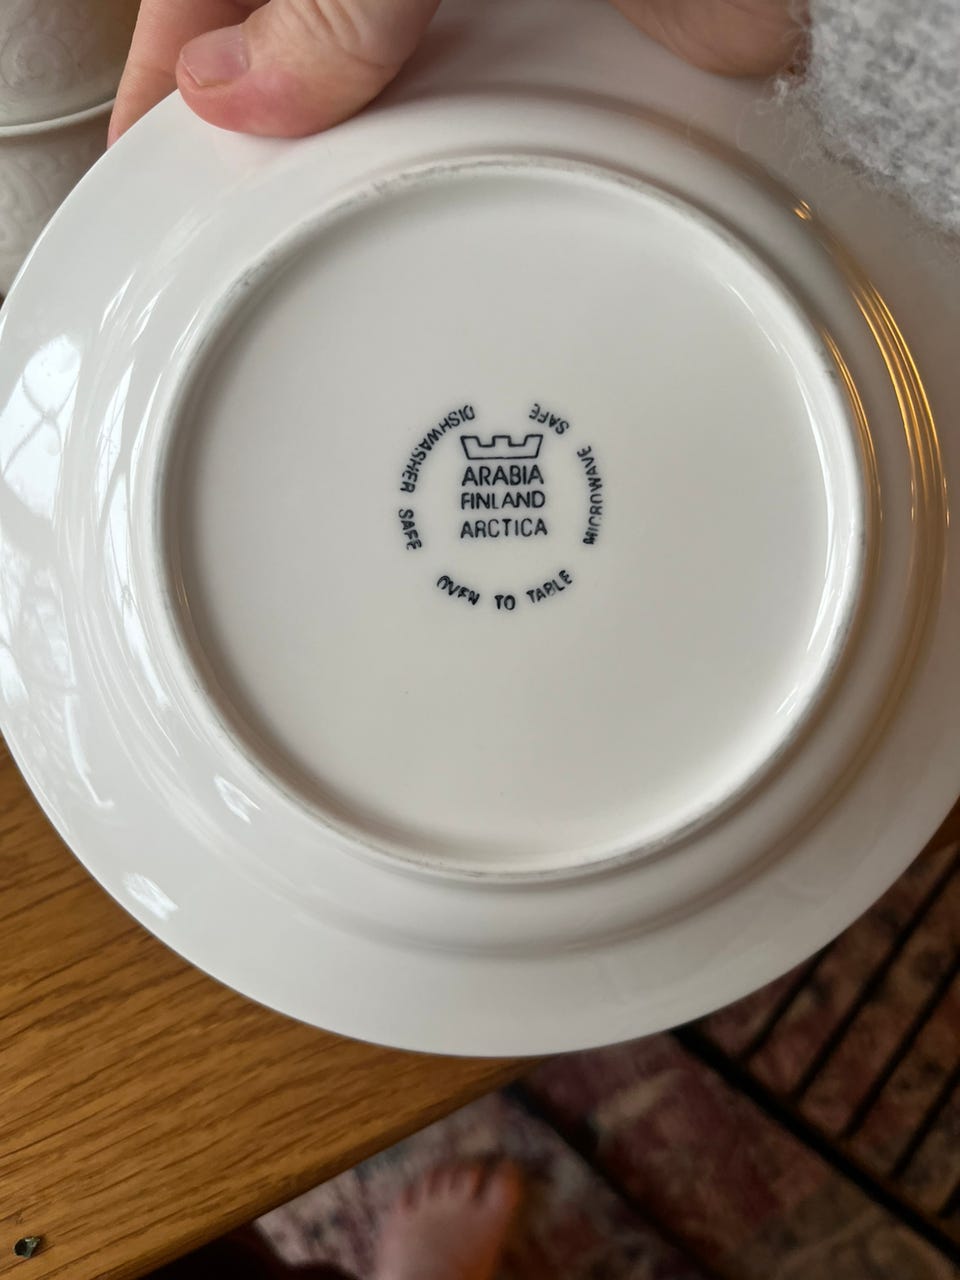 ARABIA
FINLAND
ARCTICA
DISHWASHER SAFE
OVEN TO TABLE
MICROWAVE SAFE